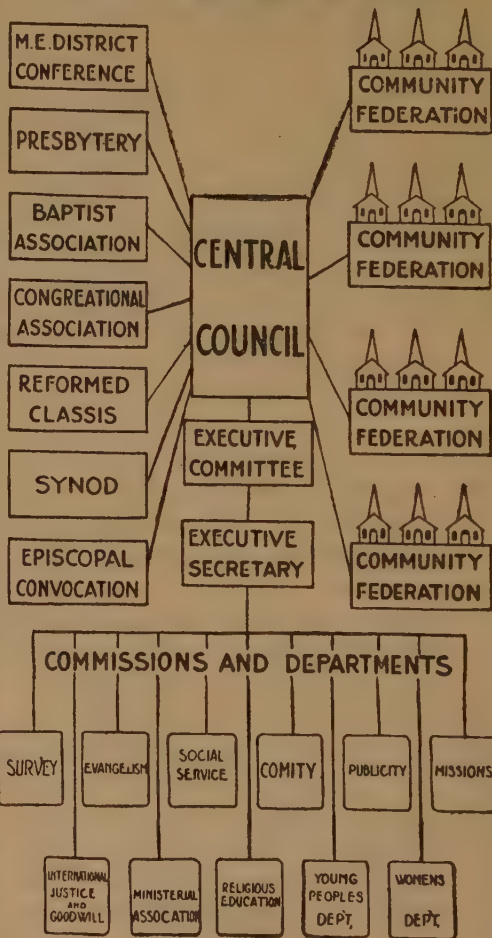 M.E. DISTRICT
CONFERENCE
PRESBYTERY
BAPTIST
ASSOCIATION
CONGREATIONAL
ASSOCIATION
REFORMED
CLASSIS
SYNOD
EPISCOPAL
CONVOCATION
CENTRAL
COUNCIL
EXECUTIVE
COMMITTEE
EXECUTIVE
SECRETARY
COMMUNITY
FEDERATION
COMMUNITY
FEDERATION
COMMUNITY
FEDERATION
COMMUNITY
FEDERATION
COMMISSIONS AND DEPARTMENTS
SURVEY
EVANGELISM
SOCIAL
SERVICE
COMITY
PUBLICITY
MISSIONS
INTERNATIONAL
JUSTICE
AND
GOODWILL
MINISTERIAL
ASSOCATION
RELIGIOUS
EDUCATION
YOUNG
PEOPLES
DEP'T,
WOMENS
DEP'T,